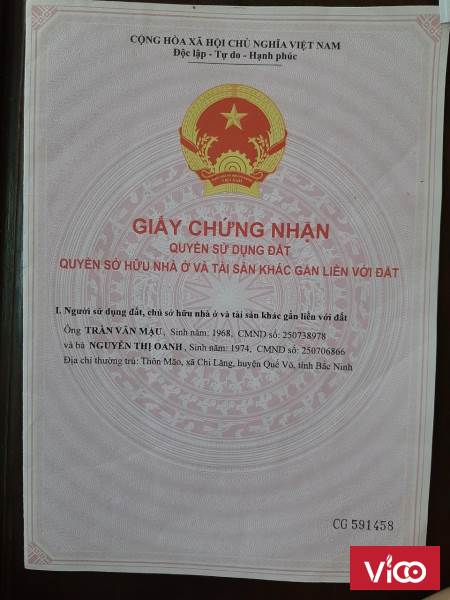 CỘNG HÒA XÃ HỘI CHỦ NGHĨA VIỆT NAM
Độc lập - Tự do - Hạnh phúc
GIẤY CHỨNG NHẬN
QUYỀN SỬ DỤNG ĐẤT
QUYỀN SỞ HỮU NHÀ Ở VÀ TÀI SẢN KHÁC GẮN LIỀN VỚI ĐẤT
I. Người sử dụng đất, chủ sở hữu nhà ở và tài sản khác gắn liền với đất
Ông TRẦN VĂN MẬU, Sinh năm: 1968, CMND số: 250738978
và bà NGUYỄN THỊ OANH, Sinh năm: 1974, CMND số: 250706866
Địa chỉ thường trú: Thôn Mão, xã Chi Lăng, huyện Quế Võ, tỉnh Bắc Ninh
CG 591458
Vicco